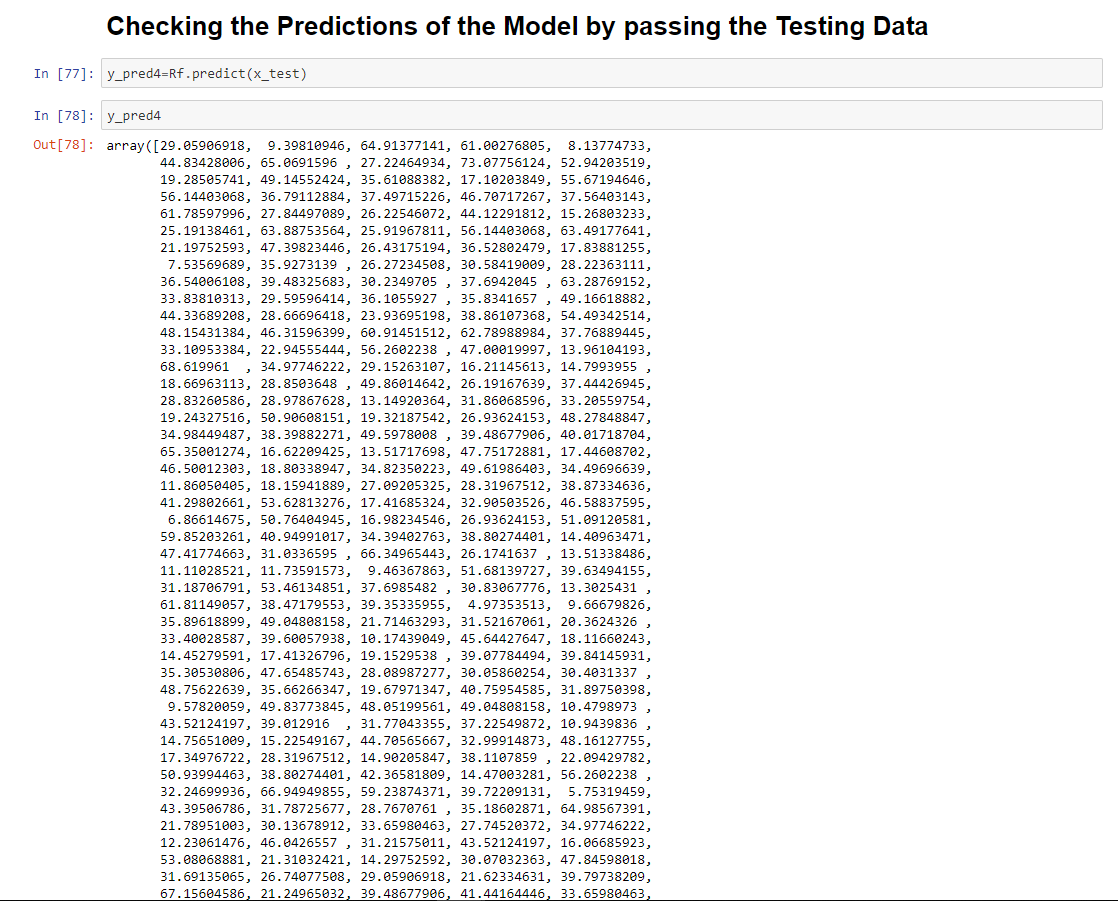 Checking the Predictions of the Model by passing the Testing Data
In [77]: y_pred4=Rf.predict(x_test)
In [78]: y_pred4
Out[78]: array([29.05906918,  9.39810946, 64.91377141, 61.00276805,  8.13774733,
44.83428006, 65.0691596 , 27.22464934, 73.07756124, 52.94203519,
19.28505741, 49.14552424, 35.61088382, 17.10203849, 55.67194646,
56.14403068, 36.79112884, 37.49715226, 46.70717267, 37.56403143,
61.78597996, 27.84497089, 26.22546072, 44.12291812, 15.26803233,
25.19138461, 63.88753564, 25.91967811, 56.14403068, 63.49177641,
21.19752593, 47.39823446, 26.43175194, 36.52802479, 17.83881255,
7.53569689, 35.9273139 , 26.27234508, 30.58419009, 28.22363111,
36.54006108, 39.48325683, 30.2349705 , 37.6942045 , 63.28769152,
33.83810313, 29.59596414, 36.1055927 , 35.8341657 , 49.16618882,
44.33689208, 28.66696418, 23.93695198, 38.86107368, 54.49342514,
48.15431384, 46.31596399, 60.91451512, 62.78988984, 37.76889445,
33.10953384, 22.94555444, 56.2602238 , 47.00019997, 13.96104193,
68.619961  , 34.97746222, 29.15263107, 16.21145613, 14.7993955 ,
18.66963113, 28.8503648 , 49.86014642, 26.19167639, 37.44426945,
28.83260586, 28.97867628, 13.14920364, 31.86068596, 33.20559754,
19.24327516, 50.90608151, 19.32187542, 26.93624153, 48.27848847,
34.98449487, 38.39882271, 49.5978008 , 39.48677906, 40.01718704,
65.35001274, 16.62209425, 13.51717698, 47.75172881, 17.44608702,
46.50012303, 18.80338947, 34.82350223, 49.61986403, 34.49696639,
11.86050405, 18.15941889, 27.09205325, 28.31967512, 38.87334636,
41.29802661, 53.62813276, 17.41685324, 32.90503526, 46.58837595,
6.86614675, 50.76404945, 16.98234546, 26.93624153, 51.09120581,
59.85203261, 40.94991017, 34.39402763, 38.80274401, 14.40963471,
47.41774663, 31.0336595 , 66.34965443, 26.1741637 , 13.51338486,
11.11028521, 11.73591573,  9.46367863, 51.68139727, 39.63494155,
31.18706791, 53.46134851, 37.6985482 , 30.83067776, 13.3025431 ,
61.81149057, 38.47179553, 39.35335955,  4.97353513,  9.66679826,
35.89618899, 49.04808158, 21.71463293, 31.52167061, 20.3624326 ,
33.40028587, 39.60057938, 10.17439049, 45.64427647, 18.11660243,
14.45279591, 17.41326796, 19.1529538 , 39.07784494, 39.84145931,
35.30530806, 47.65485743, 28.08987277, 30.05860254, 30.4031337 ,
48.75622639, 35.66266347, 19.67971347, 40.75954585, 31.89750398,
9.57820059, 49.83773845, 48.05199561, 49.04808158, 10.4798973 ,
43.52124197, 39.012916  , 31.77043355, 37.22549872, 10.9439836 ,
14.75651009, 15.22549167, 44.70565667, 32.99914873, 48.16127755,
17.34976722, 28.31967512, 14.90205847, 38.1107859 , 22.09429782,
50.93994463, 38.80274401, 42.36581809, 14.47003281, 56.2602238 ,
32.24699936, 66.94949855, 59.23874371, 39.72209131,  5.75319459,
43.39506786, 31.78725677, 28.7670761 , 35.18602871, 64.98567391,
21.78951003, 30.13678912, 33.65980463, 27.74520372, 34.97746222,
12.23061476, 46.0426557 , 31.21575011, 43.52124197, 16.06685923,
53.08068881, 21.31032421, 14.29752592, 30.07032363, 47.84598018,
31.69135065, 26.74077508, 29.05906918, 21.62334631, 39.79738209,
67.15604586, 21.24965032, 39.48677906, 41.44164446, 33.65980463,